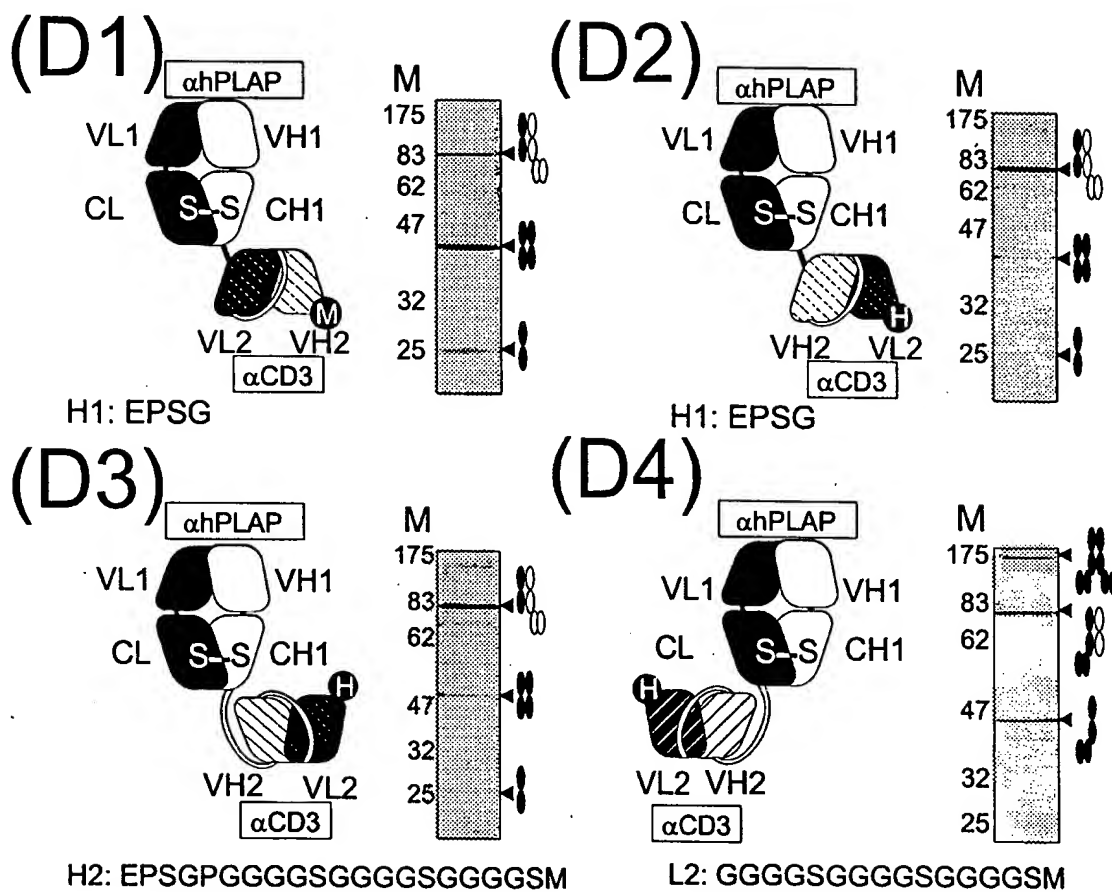 (D1)
αhPLAP
VL1
VH1
CL
S-S
CH1
M
VL2
VH2
αCD3
H1: EPSG
M
175
83
62
47
32
25
(D2)
αhPLAP
VL1
VH1
CL
S-S
CH1
H
VH2
VL2
αCD3
H1: EPSG
M
175
83
62
47
32
25
(D3)
αhPLAP
VL1
VH1
CL
S-S
CH1
H
VH2
VL2
αCD3
H2: EPSGPGGGGSGGGGSGGGGSM
M
175
83
62
47
32
25
(D4)
αhPLAP
VL1
VH1
CL
S-S
CH1
H
VL2
VH2
αCD3
L2: GGGGSGGGGSGGGGSM
M
175
83
62
47
32
25